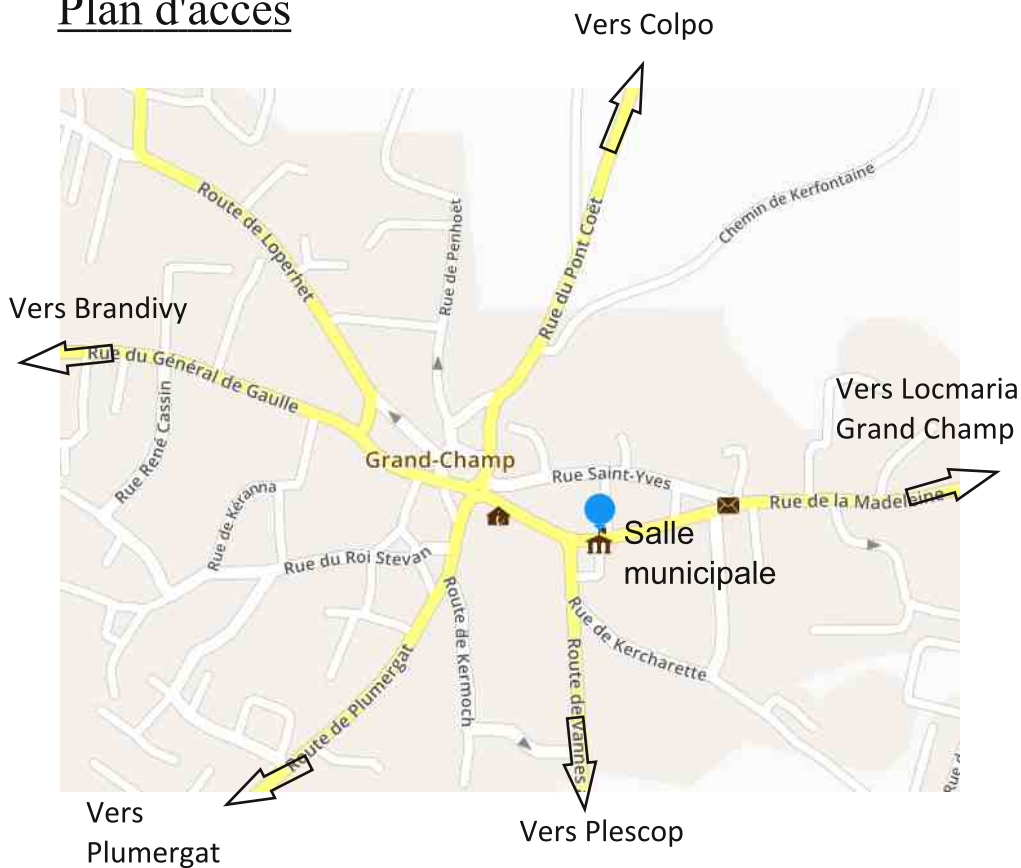 Plan d'accès
Vers Colpo
Chemin de Kerfontaine
Route de Loperhet
Rue de Penhoët
Rue du Pont Coët
Vers Brandivy
Rue du Général de Gaulle
Vers Locmaria
Grand Champ
Rue René Cassin
Grand-Champ
Rue Saint-Yves
Rue de Kéranna
Rue de la Madeleine
Salle
municipale
Rue du Roi Stevan
Rue de Kercharette
Route de Kermoch
Route de Vannes
Route de Plumergat
Rue d
Vers
Plumergat
Vers Plescop